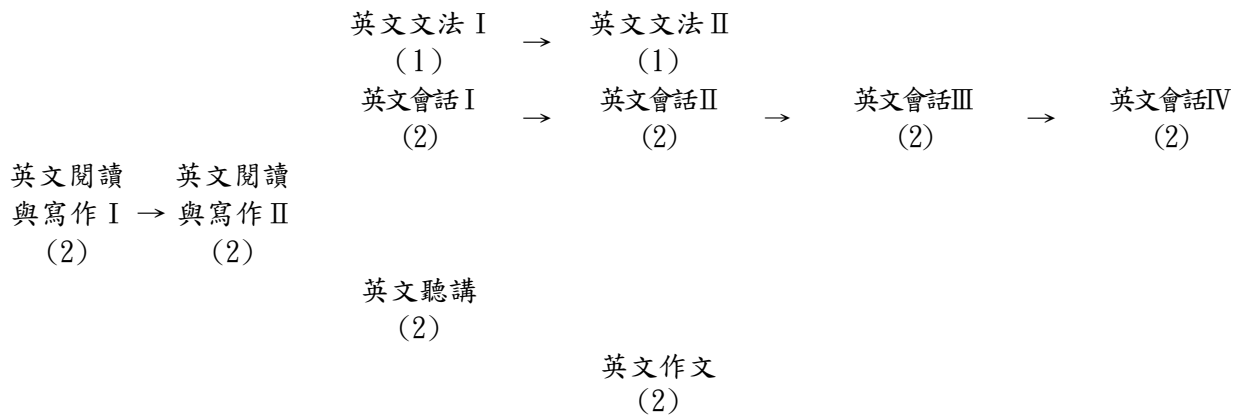 英文文法Ⅰ → 英文文法Ⅱ
(1) (1)
英文會話Ⅰ → 英文會話Ⅱ → 英文會話Ⅲ → 英文會話Ⅳ
(2) (2) (2) (2)
英文閱讀 英文閱讀
與寫作Ⅰ → 與寫作Ⅱ
(2) (2)
英文聽講
(2)
英文作文
(2)